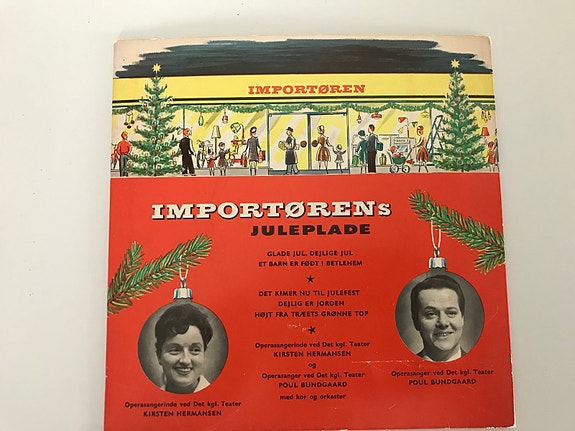 IMPORTØREN
IMPORTØRENs
JULEPLADE
GLADE JUL, DEJLIGE JUL
ET BARN ER FØDT I BETLEHEM
DET KIMER NU TIL JULEFEST
DEJLIG ER JORDEN
HØJT FRA TRÆETS GRØNNE TOP
Operasangerinde ved Det kgl. Teater
KIRSTEN HERMANSEN
og
Operasanger ved Det kgl. Teater
POUL BUNDGAARD
med kor og orkester
Operasangerinde ved Det kgl. Teater
KIRSTEN HERMANSEN
Operasanger ved Det kgl. Teater
POUL BUNDGAARD